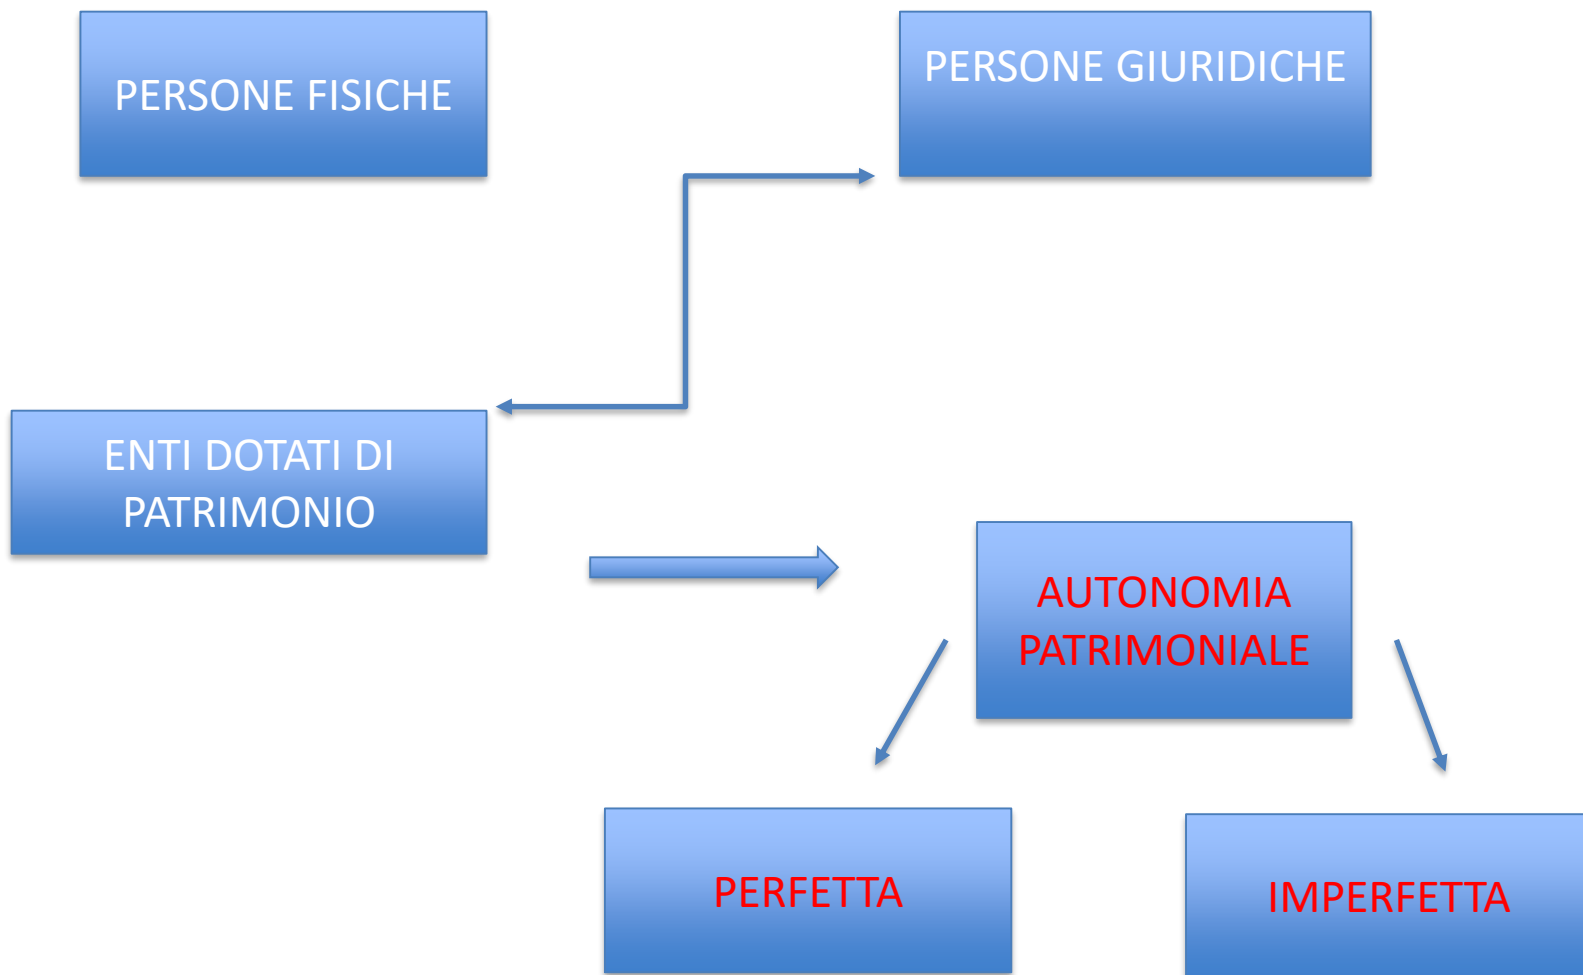 PERSONE FISICHE
PERSONE GIURIDICHE
ENTI DOTATI DI
PATRIMONIO
AUTONOMIA
PATRIMONIALE
PERFETTA
IMPERFETTA